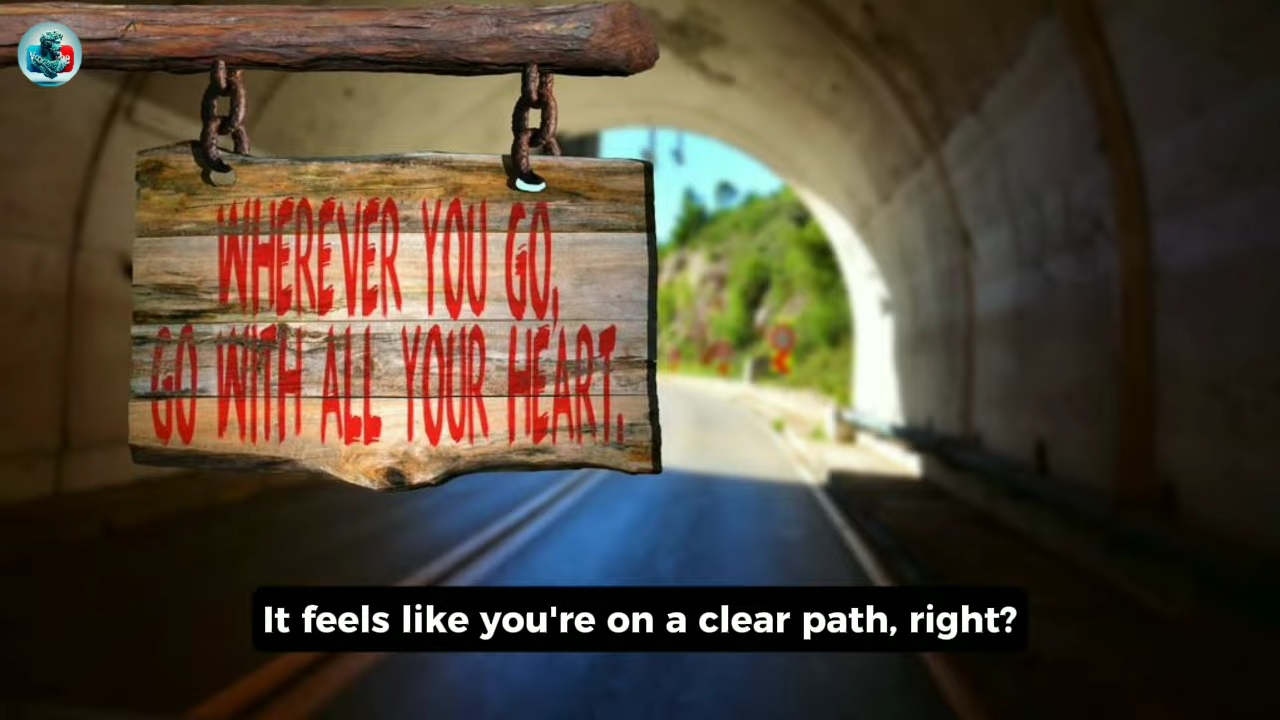 WHEREVER YOU GO,
GO WITH ALL YOUR HEART.
It feels like you're on a clear path, right?